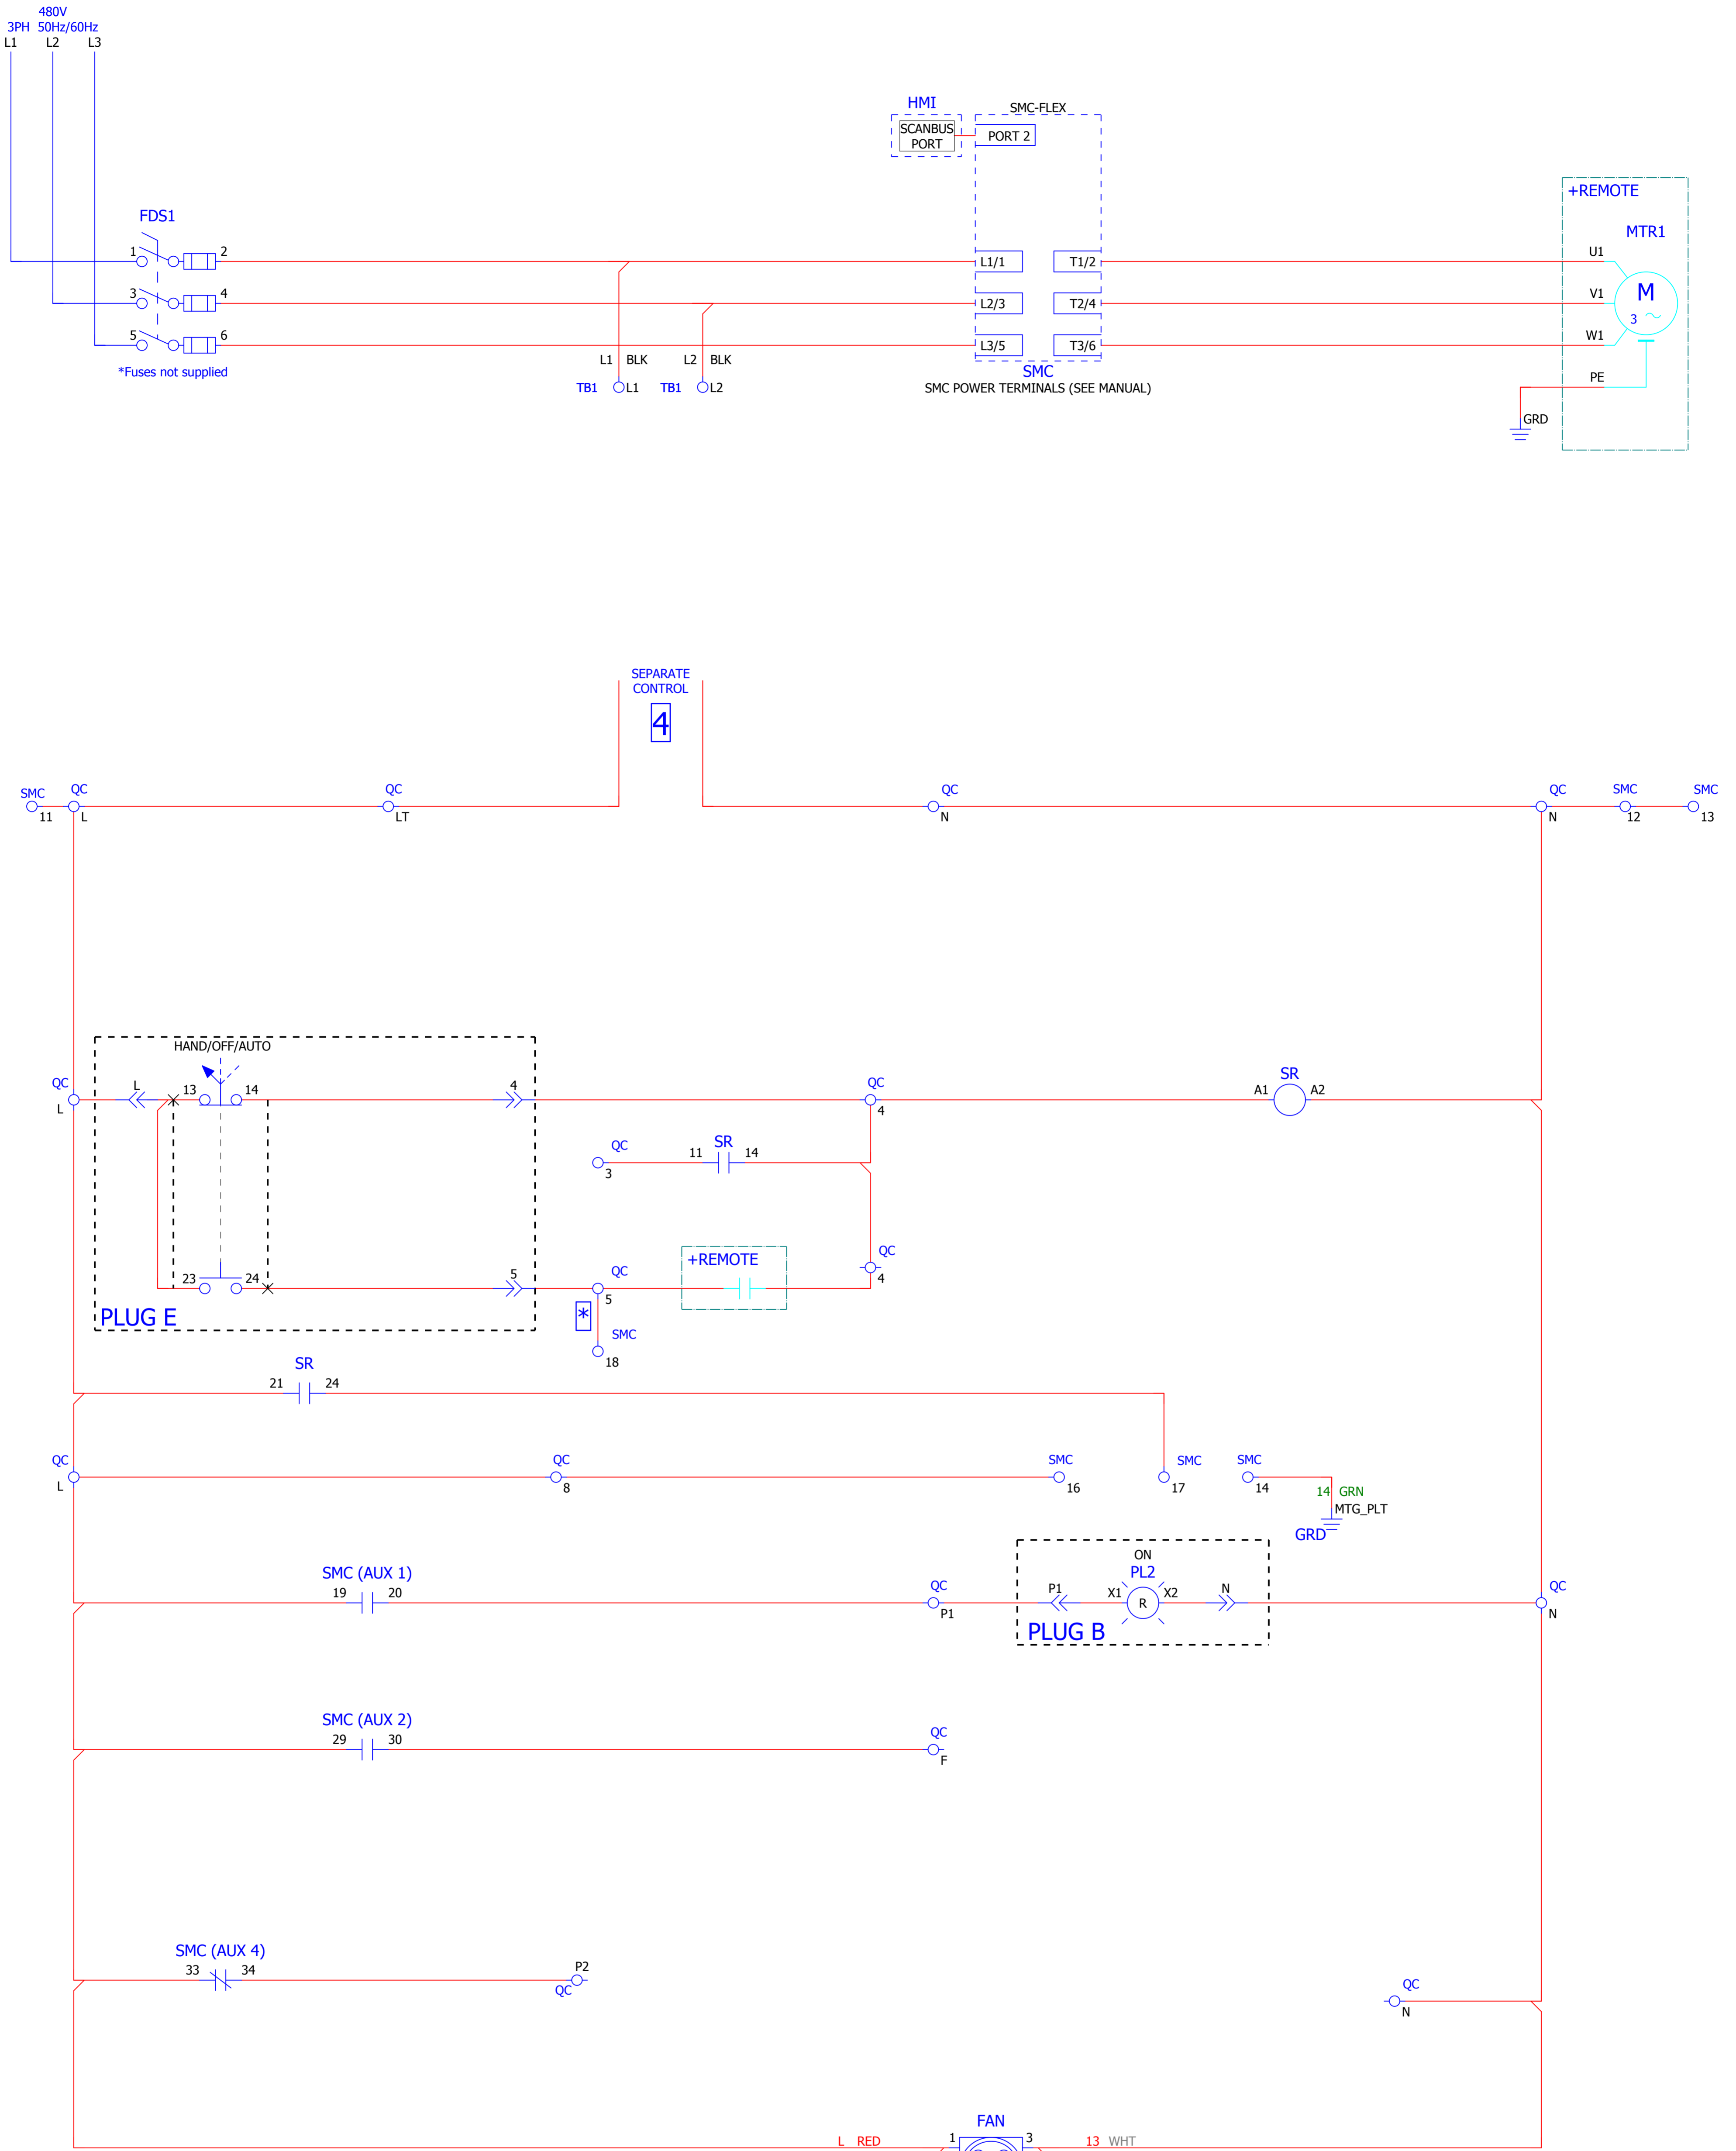 480V
3PH 50Hz/60Hz
L1 L2 L3
HMI
SMC-FLEX
SCANBUS
PORT
PORT 2
+REMOTE
MTR1
FDS1
1 2
3 4
5 6
*Fuses not supplied
L1/1 T1/2
L2/3 T2/4
L3/5 T3/6
U1
V1
W1
PE
M
3
GRD
L1 BLK L2 BLK
TB1 L1 TB1 L2
SMC
SMC POWER TERMINALS (SEE MANUAL)
SEPARATE
CONTROL
4
SMC QC QC QC QC SMC SMC
11 L LT N N 12 13
HAND/OFF/AUTO
QC L 13 14 4 QC SR
L 4 A1 A2
QC 11 SR 14
3
+REMOTE QC
4
23 24 5 QC
5
PLUG E * SMC
18
SR
21 24
QC QC SMC SMC SMC
L 8 16 17 14
14 GRN
MTG_PLT
GRD
ON
SMC (AUX 1) PL2
19 20 QC P1 X1 R X2 N QC
P1 N
PLUG B
SMC (AUX 2)
29 30 QC
F
SMC (AUX 4)
33 34 P2
QC
QC
N
FAN
L RED 1 3 13 WHT